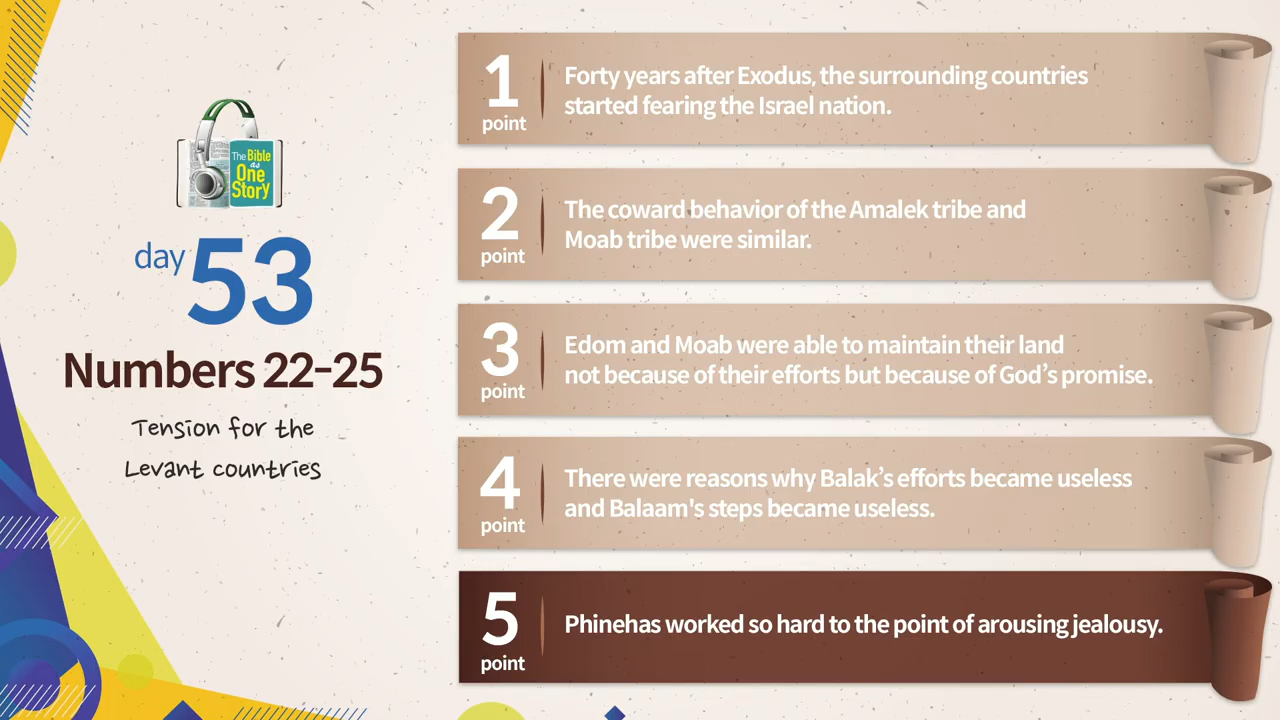 The Bible
as
One
Story
day 53
Numbers 22-25
Tension for the
Levant countries
1
point
Forty years after Exodus, the surrounding countries
started fearing the Israel nation.
2
point
The coward behavior of the Amalek tribe and
Moab tribe were similar.
3
point
Edom and Moab were able to maintain their land
not because of their efforts but because of God's promise.
4
point
There were reasons why Balak's efforts became useless
and Balaam's steps became useless.
5
point
Phinehas worked so hard to the point of arousing jealousy.